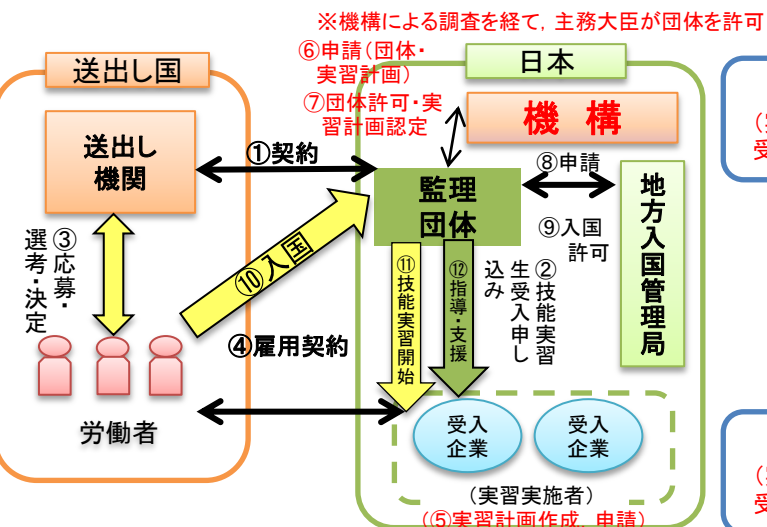 ※機構による調査を経て，主務大臣が団体を許可
送出し国
⑥申請（団体・
実習計画）
⑦団体許可・実
習計画認定
日本
機　構
送出し
機関
①契約
監理
団体
⑧申請
⑨入国
許可
地方入国管理局
③応募・
選考・決定
⑩入国
②技能実習
生受入申し
込み
⑪技能実習開始
⑫指導・支援
④雇用契約
労働者
受入
企業
受入
企業
（実習実施者）
（⑤実習計画作成，申請）
受
受